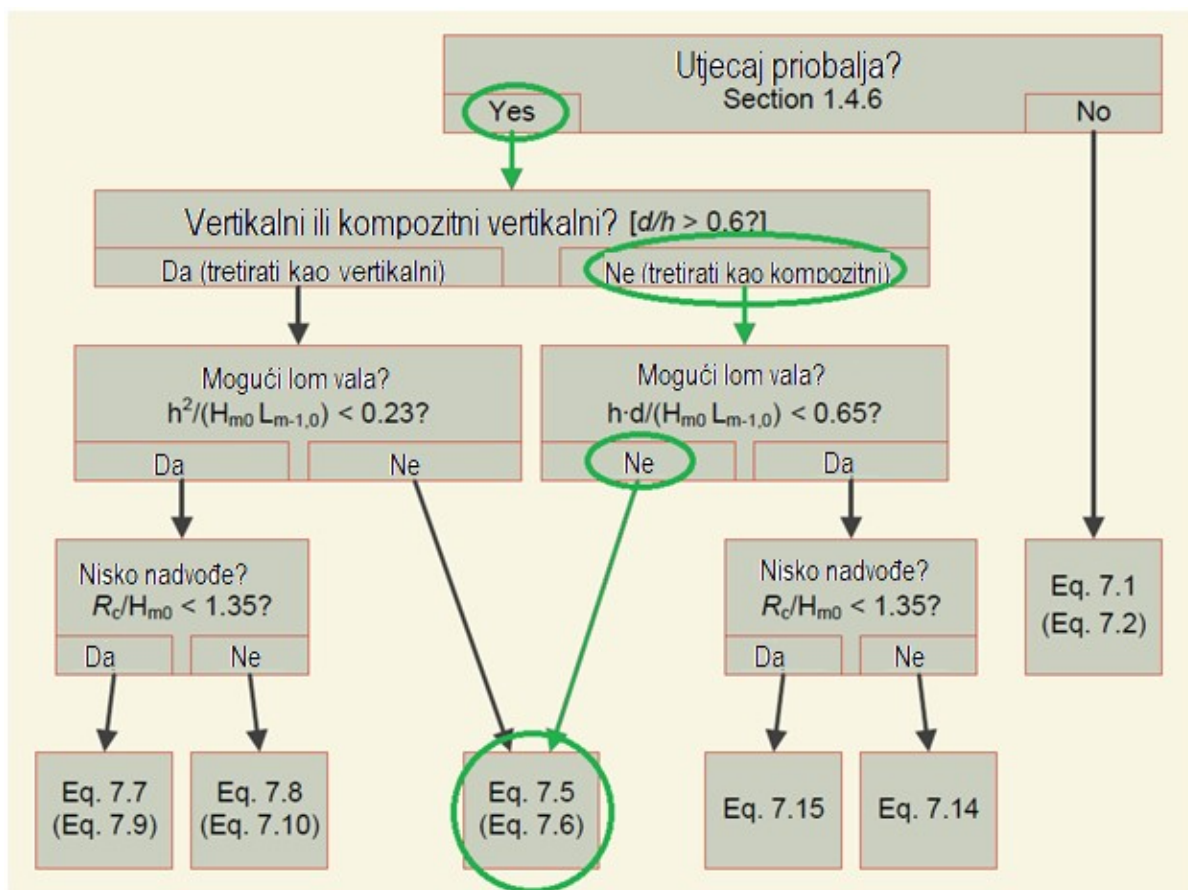 Utjecaj priobalja?
Section 1.4.6
Yes
No
Vertikalni ili kompozitni vertikalni? [d/h > 0.6?]
Da (tretirati kao vertikalni)
Ne (tretirati kao kompozitni)
Mogući lom vala?
h²/(Hm0 Lm-1,0) < 0.23?
Da
Ne
Mogući lom vala?
h·d/(Hm0 Lm-1,0) < 0.65?
Ne
Da
Nisko nadvođe?
Rc/Hm0 < 1.35?
Da
Ne
Nisko nadvođe?
Rc/Hm0 < 1.35?
Da
Ne
Eq. 7.1
(Eq. 7.2)
Eq. 7.7
(Eq. 7.9)
Eq. 7.8
(Eq. 7.10)
Eq. 7.5
(Eq. 7.6)
Eq. 7.15
Eq. 7.14